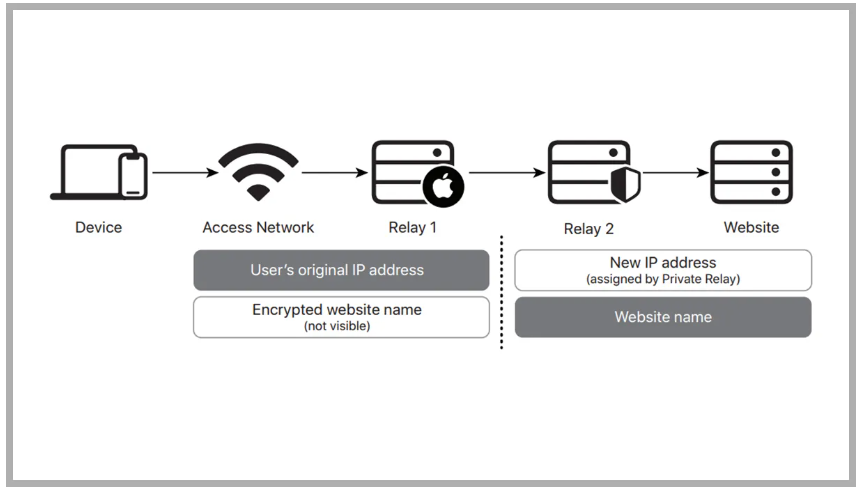 Device
Access Network
Relay 1
Relay 2
Website
User's original IP address
Encrypted website name
(not visible)
New IP address
(assigned by Private Relay)
Website name